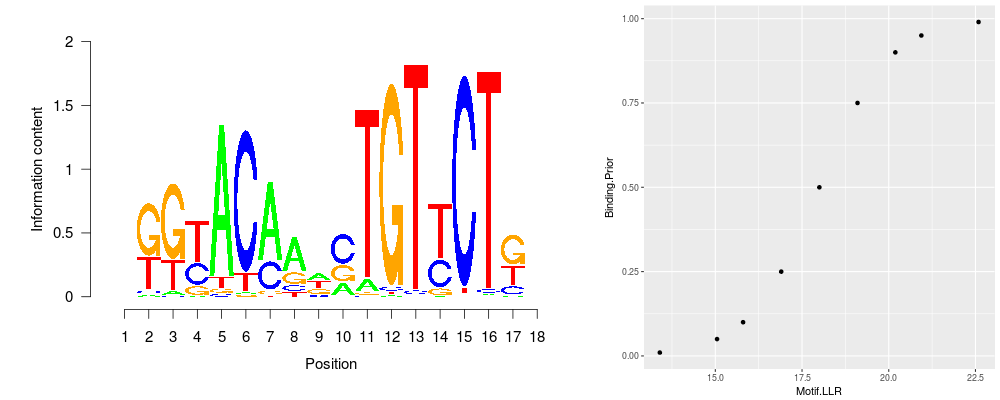 Information content
2
1.5
1
0.5
0
G G T A C A A A C T G T T C T G
T T C T T C G T G A C T
G A
1 2 3 4 5 6 7 8 9 10 11 12 13 14 15 16 17 18
Position
Binding.Prior
1.00
0.75
0.50
0.25
0.00
15.0 17.5 20.0 22.5
Motif.LLR